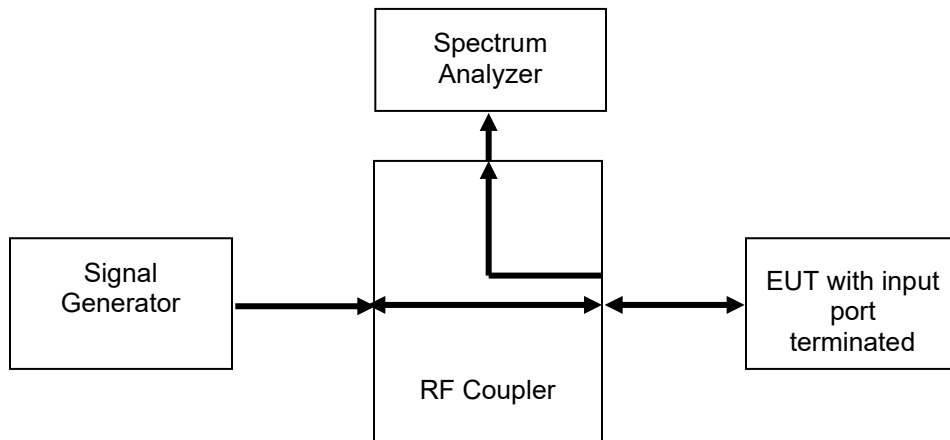 Spectrum
Analyzer
Signal
Generator
EUT with input
port
terminated
RF Coupler